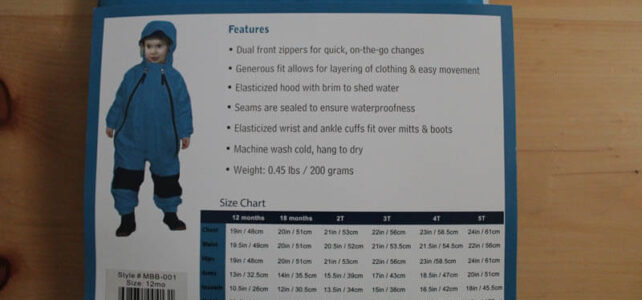 Features
• Dual front zippers for quick, on-the-go changes
• Generous fit allows for layering of clothing & easy movement
• Elasticized hood with brim to shed water
• Seams are sealed to ensure waterproofness
• Elasticized wrist and ankle cuffs fit over mitts & boots
• Machine wash cold, hang to dry
• Weight: 0.45 lbs / 200 grams
Size Chart
12 months 18 months 2T 3T 4T 5T
Chest 19in / 48cm 20in / 51cm 21in / 53cm 22in / 56cm 23in / 58.5cm 24in / 61cm
Waist 19.5in / 49cm 20in / 51cm 20.5in / 52cm 21in / 53.5cm 21.5in / 54.5cm 22in / 56cm
Hips 19in / 48cm 20in / 51cm 21in / 53cm 22in / 56cm 23in / 58.5cm 24in / 61cm
13in / 32.5cm 14in / 35.5cm 15.5in / 39cm 17in / 43cm 18.5in / 47cm 20in / 51cm
10.5in / 26cm 12in / 30.5cm 13.5in / 34cm 15in / 38cm 16.5in / 42cm 18in / 45.5cm
Style # MBB-001
Size: 12mo